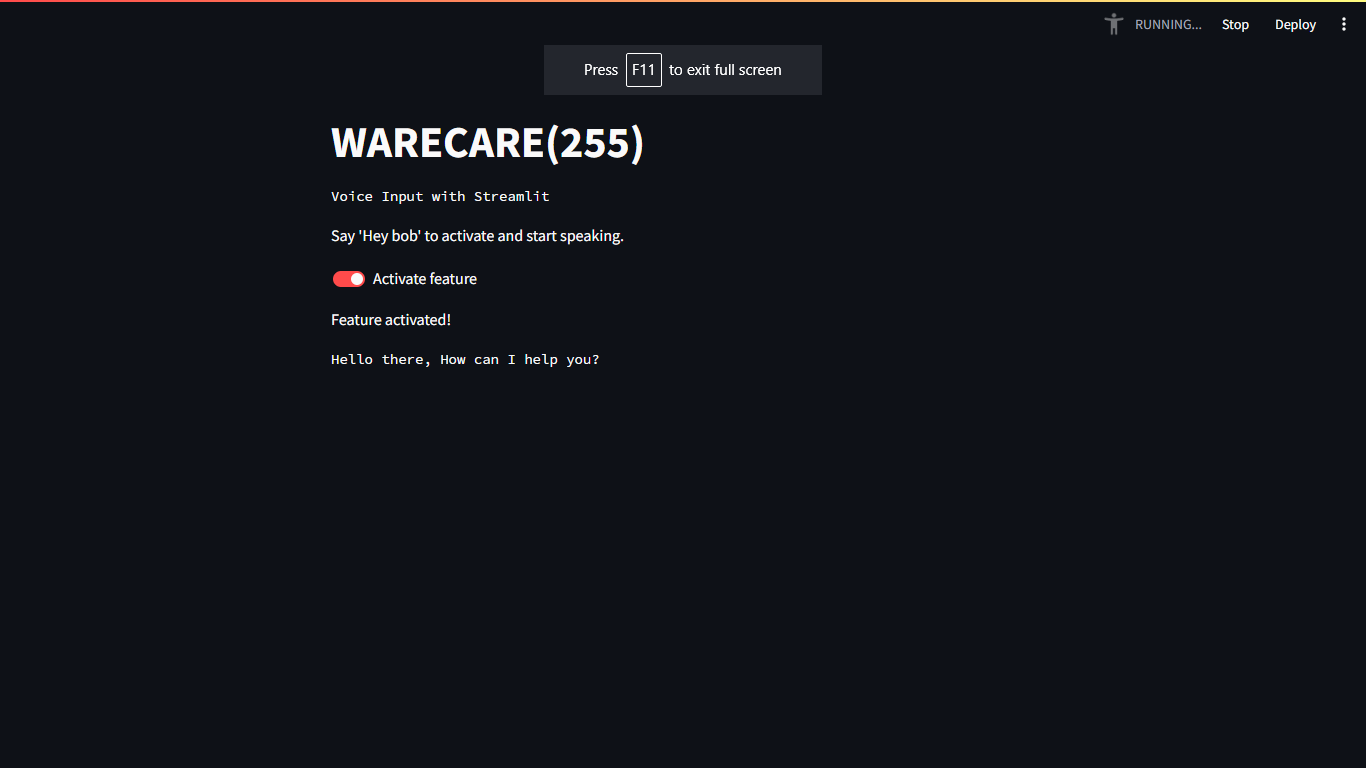 RUNNING... Stop Deploy
Press F11 to exit full screen
WARECARE(255)
Voice Input with Streamlit
Say 'Hey bob' to activate and start speaking.
Activate feature
Feature activated!
Hello there, How can I help you?